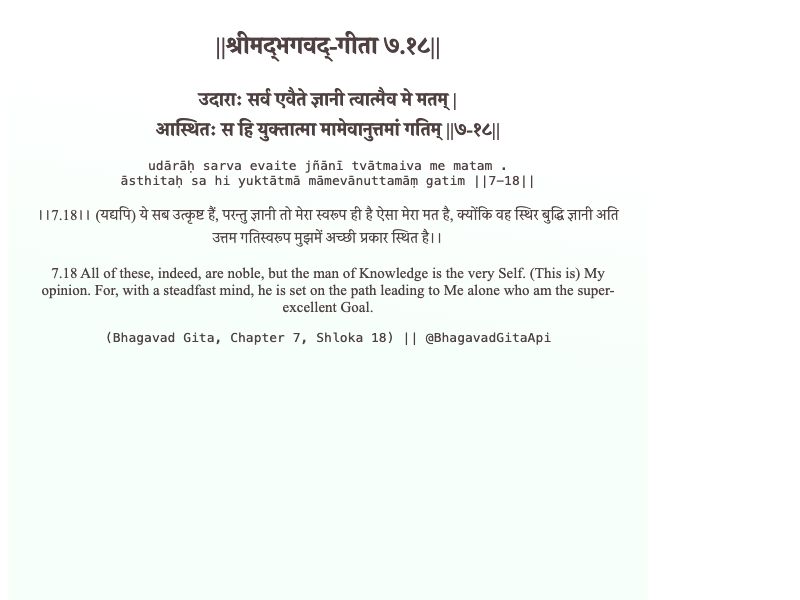 ||श्रीमद्‍भगवद्‍-गीता ७.१८||
उदाराः सर्व एवैते ज्ञानी त्वात्मैव मे मतम् |
आस्थितः स हि युक्तात्मा मामेवानुत्तमां गतिम् ||७-१८||
udārāḥ sarva evaite jñānī tvātmaiva me matam .
āsthitaḥ sa hi yuktātmā māmevānuttamāṃ gatim ||7-18||
।।7.18।। (यद्यपि) ये सब उत्कृष्ट हैं, परन्तु ज्ञानी तो मेरा स्वरूप ही है ऐसा मेरा मत है, क्योंकि वह स्थिर बुद्धि ज्ञानी अति
उत्तम गतिस्वरूप मुझमें अच्छी प्रकार स्थित है।।
7.18 All of these, indeed, are noble, but the man of Knowledge is the very Self. (This is) My
opinion. For, with a steadfast mind, he is set on the path leading to Me alone who am the super-
excellent Goal.
(Bhagavad Gita, Chapter 7, Shloka 18) || @BhagavadGitaApi